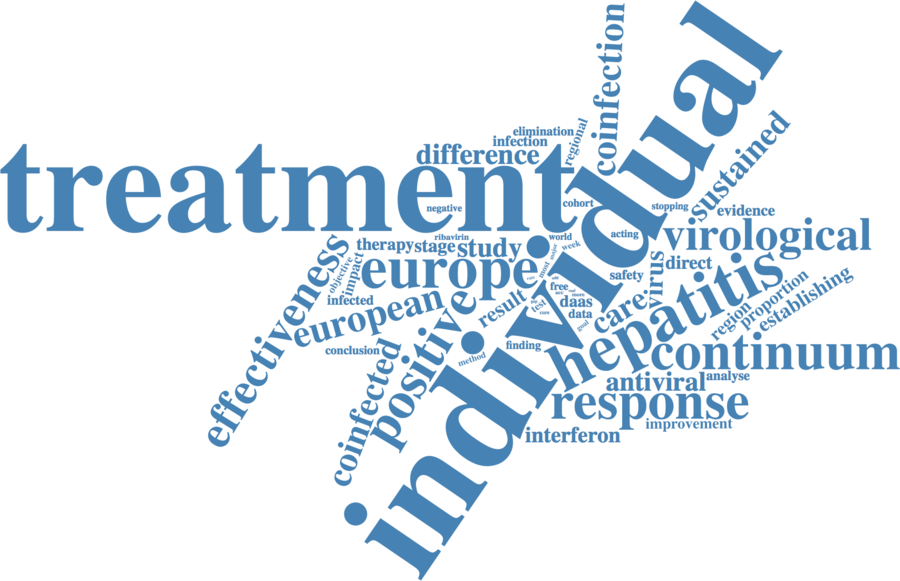 treatment
individual
coinfection
elimination
infection
regional
difference
sustained
negative
cohort
stopping
evidence
acting
virological
ribavirin
world
week
therapy
stage
study
europe
direct
effectiveness
objective
impact
infected
european
positive
result
most
free
more
test
daas
data
goal
safety
virus
care
hepatitis
region
proportion
establishing
conclusion
coinfected
method
finding
continuum
antiviral
analyse
response
improvement
interferon